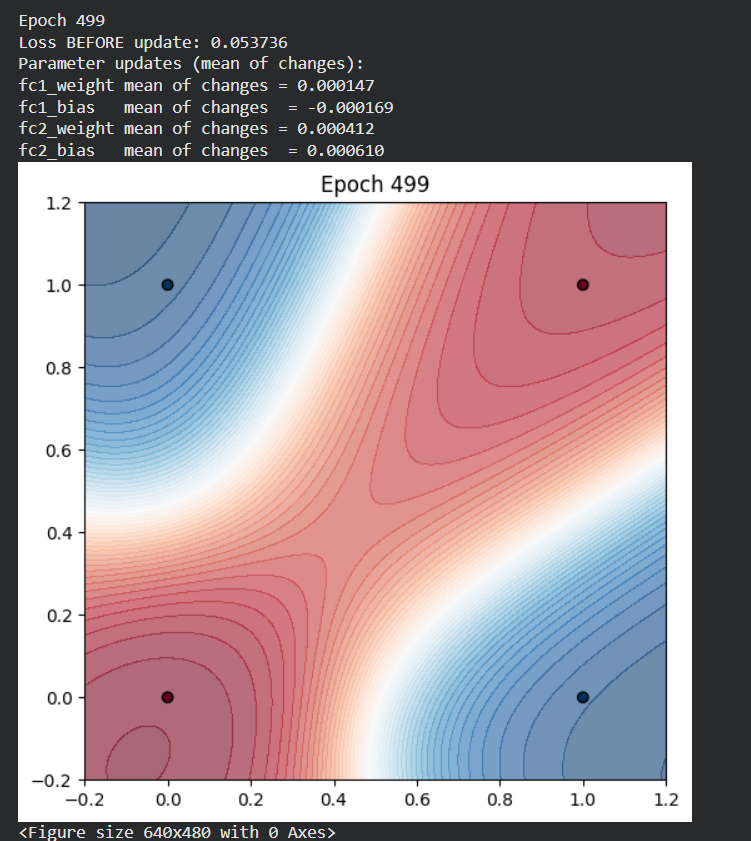 Epoch 499
Loss BEFORE update: 0.053736
Parameter updates (mean of changes):
fc1_weight mean of changes = 0.000147
fc1_bias   mean of changes  = -0.000169
fc2_weight mean of changes = 0.000412
fc2_bias   mean of changes  = 0.000610
Epoch 499
1.2
1.0
0.8
0.6
0.4
0.2
0.0
−0.2
−0.2 0.0 0.2 0.4 0.6 0.8 1.0 1.2
<Figure size 640x480 with 0 Axes>